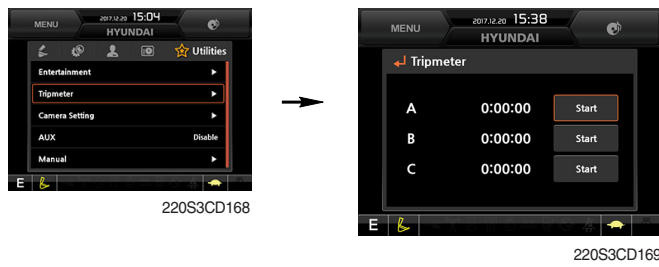 MENU
2017.12.20 15:04
HYUNDAI
Utilities
Entertainment
Tripmeter
Camera Setting
AUX Disable
Manual
E
220S3CD168
MENU
2017.12.20 15:38
HYUNDAI
Tripmeter
A 0:00:00 Start
B 0:00:00 Start
C 0:00:00 Start
E
220S3CD169